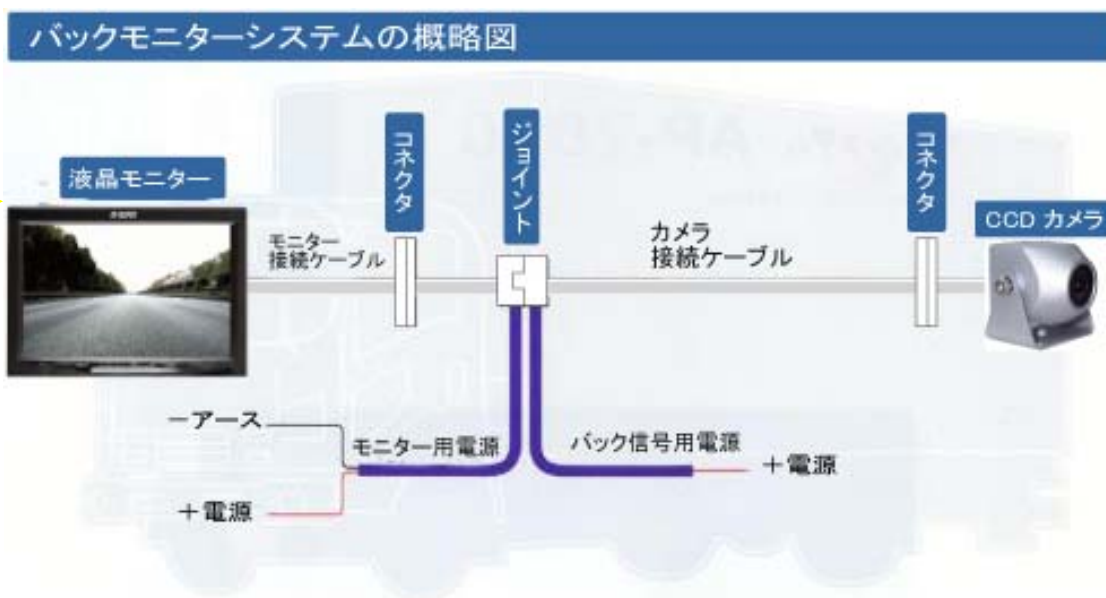 バックモニターシステムの概略図
コネクタ
ジョイント
コネクタ
液晶モニター
CCD カメラ
モニター
接続ケーブル
カメラ
接続ケーブル
－アース
モニター用電源
バック信号用電源
＋電源
＋電源